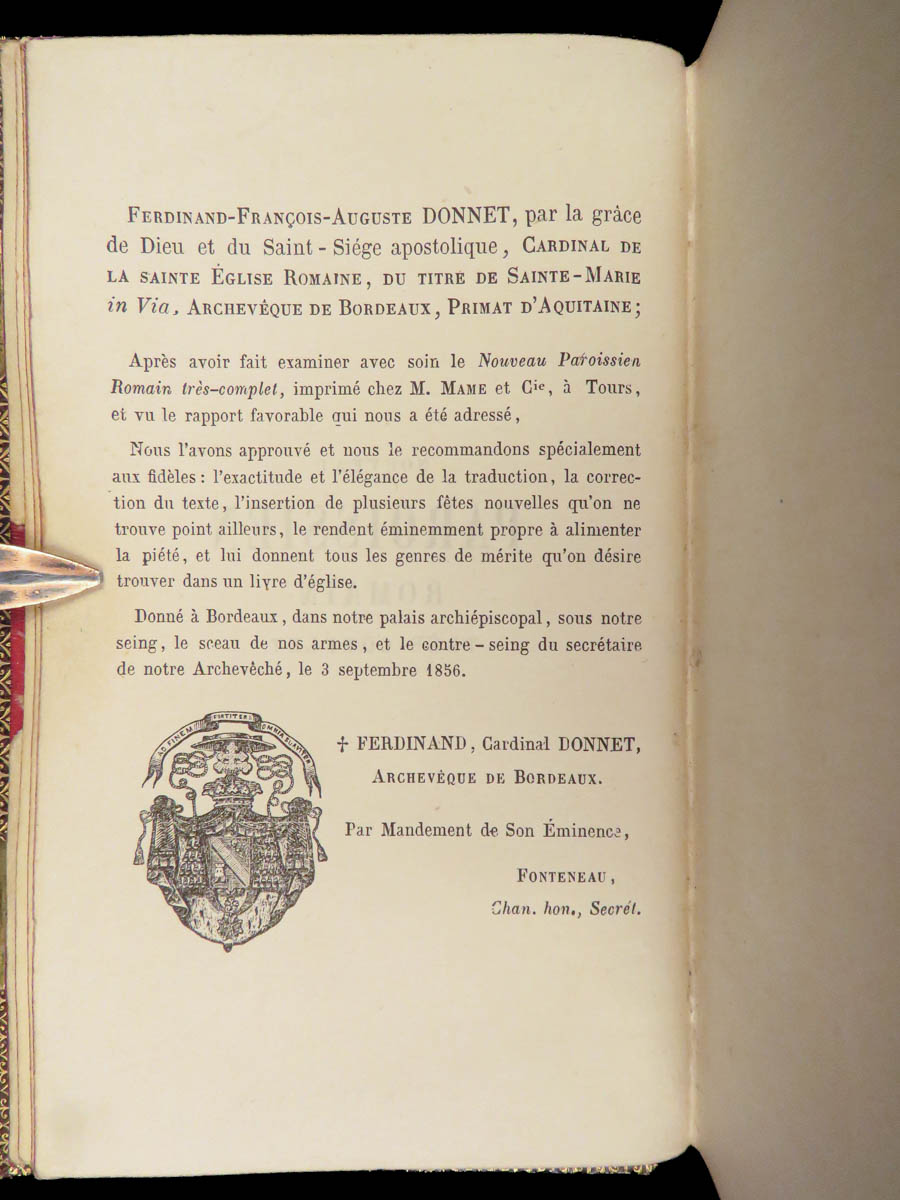 Ferdinand-François-Auguste DONNET, par la grâce
de Dieu et du Saint-Siége apostolique, Cardinal de
la sainte Église Romaine, du titre de Sainte-Marie
in Via, Archevêque de Bordeaux, Primat d'Aquitaine;
Après avoir fait examiner avec soin le Nouveau Paroissien
Romain très-complet, imprimé chez M. Mame et Cie, à Tours,
et vu le rapport favorable qui nous a été adressé,
Nous l'avons approuvé et nous le recommandons spécialement
aux fidèles : l'exactitude et l'élégance de la traduction, la correc-
tion du texte, l'insertion de plusieurs fêtes nouvelles qu'on ne
trouve point ailleurs, le rendent éminemment propre à alimenter
la piété, et lui donnent tous les genres de mérite qu'on désire
trouver dans un livre d'église.
Donné à Bordeaux, dans notre palais archiépiscopal, sous notre
seing, le sceau de nos armes, et le contre-seing du secrétaire
de notre Archevêché, le 3 septembre 1856.
AD FINEM FORTITER OMNIA SUAVITER
† FERDINAND, Cardinal DONNET,
Archevêque de Bordeaux.
Par Mandement de Son Éminence,
Fonteneau,
Chan. hon., Secrét.